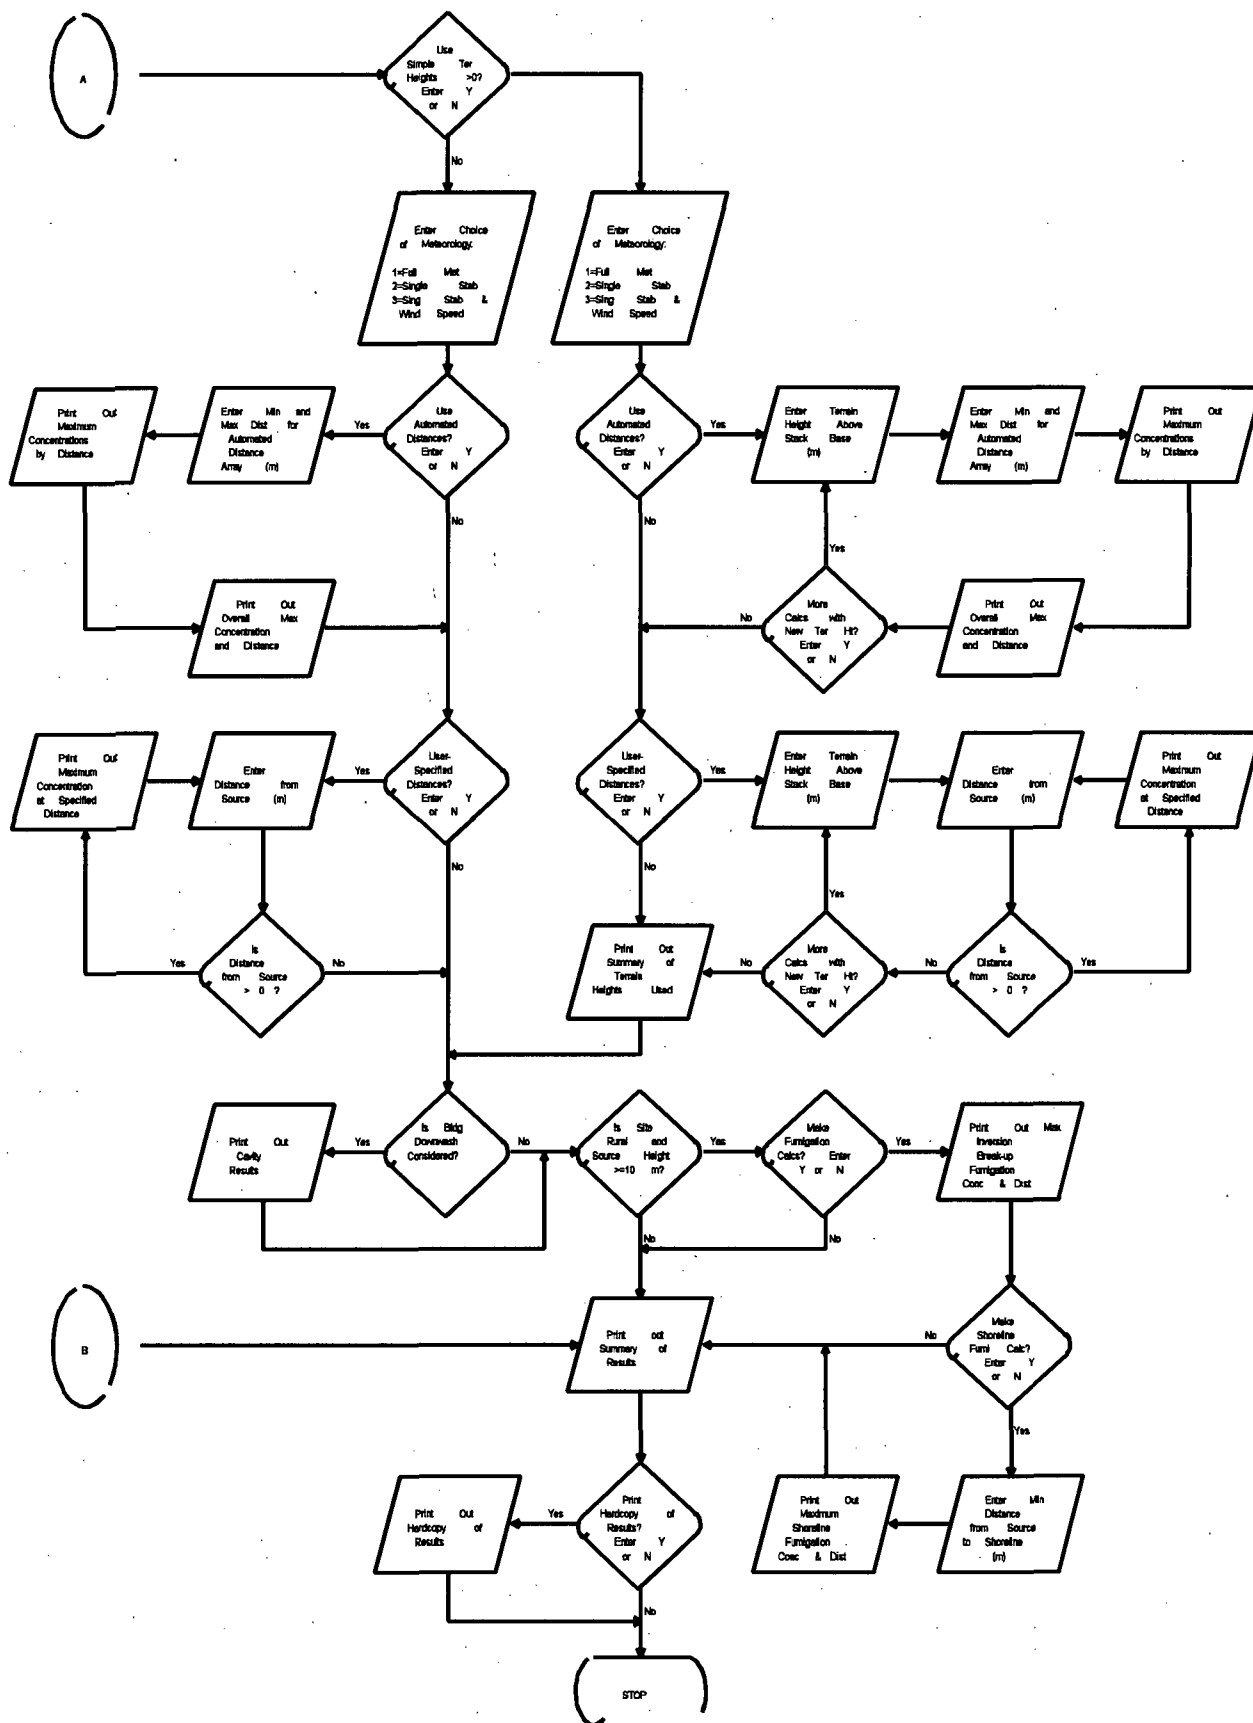 A
Use
Simple Ter
Heights >0?
Enter Y
or N
No
Enter Choice
of Meteorology:
1=Full Met
2=Single Stab
3=Sing Stab &
Wind Speed
Enter Choice
of Meteorology:
1=Full Met
2=Single Stab
3=Sing Stab &
Wind Speed
Print Out
Maximum
Concentrations
by Distance
Enter Min and
Max Dist for
Automated
Distance
Array (m)
Yes
Use
Automated
Distances?
Enter Y
or N
No
Use
Automated
Distances?
Enter Y
or N
Yes
No
Enter Terrain
Height Above
Stack Base
(m)
Enter Min and
Max Dist for
Automated
Distance
Array (m)
Print Out
Maximum
Concentrations
by Distance
Yes
Print Out
Overall Max
Concentration
and Distance
No
More
Calcs with
New Ter Ht?
Enter Y
or N
Print Out
Overall Max
Concentration
and Distance
Print Out
Maximum
Concentration
at Specified
Distance
Enter
Distance from
Source (m)
Yes
User-
Specified
Distances?
Enter Y
or N
No
User-
Specified
Distances?
Enter Y
or N
Yes
No
Enter Terrain
Height Above
Stack Base
(m)
Enter
Distance from
Source (m)
Print Out
Maximum
Concentration
at Specified
Distance
Yes
Yes
Is
Distance
from Source
> 0 ?
No
Print Out
Summary of
Terrain
Heights Used
No
More
Calcs with
New Ter Ht?
Enter Y
or N
No
Is
Distance
from Source
> 0 ?
Yes
Print Out
Cavity
Results
Yes
Is Bldg
Downwash
Considered?
No
Is Site
Rural and
Source Height
>=10 m?
Yes
Make
Fumigation
Calcs? Enter
Y or N
Yes
Print Out Max
Inversion
Break-up
Fumigation
Conc & Dist
No
No
B
Print out
Summary of
Results
No
Make
Shoreline
Fumi Calc?
Enter Y
or N
Yes
Print Out
Hardcopy of
Results
Yes
Print
Hardcopy of
Results?
Enter Y
or N
No
Print Out
Maximum
Shoreline
Fumigation
Conc & Dist
Enter Min
Distance
from Source
to Shoreline
(m)
STOP